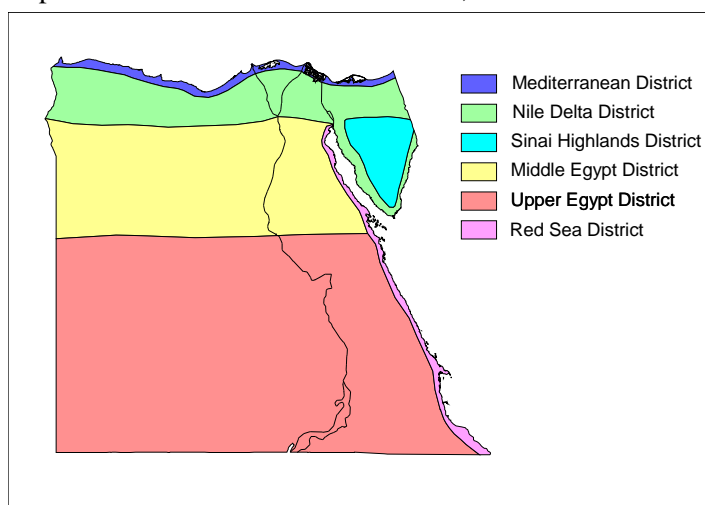 Mediterranean District
Nile Delta District
Sinai Highlands District
Middle Egypt District
Upper Egypt District
Red Sea District